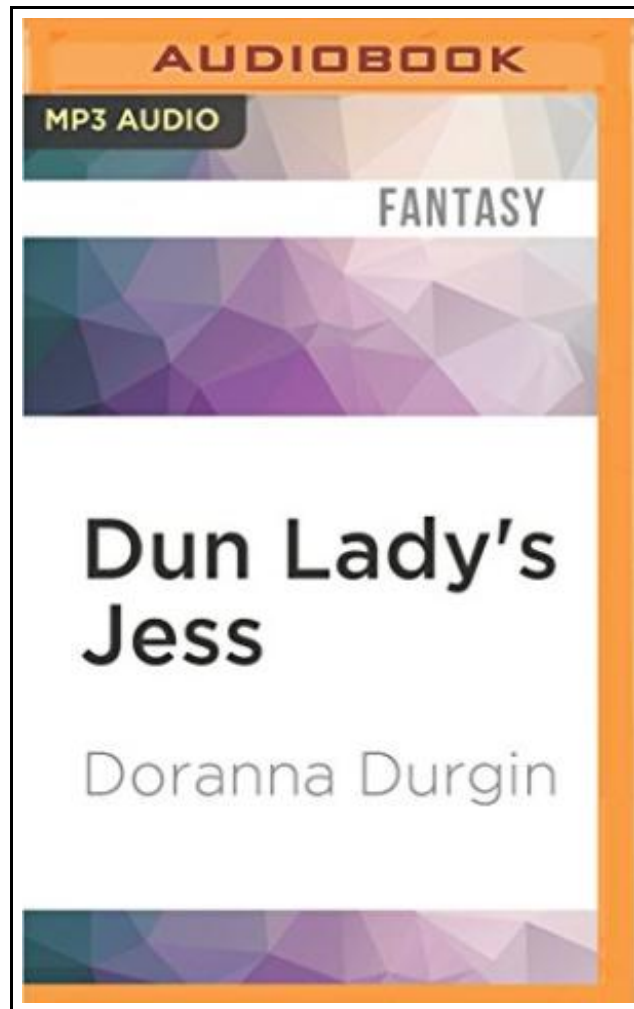 AUDIOBOOK
MP3 AUDIO
FANTASY
Dun Lady's
Jess
Doranna Durgin